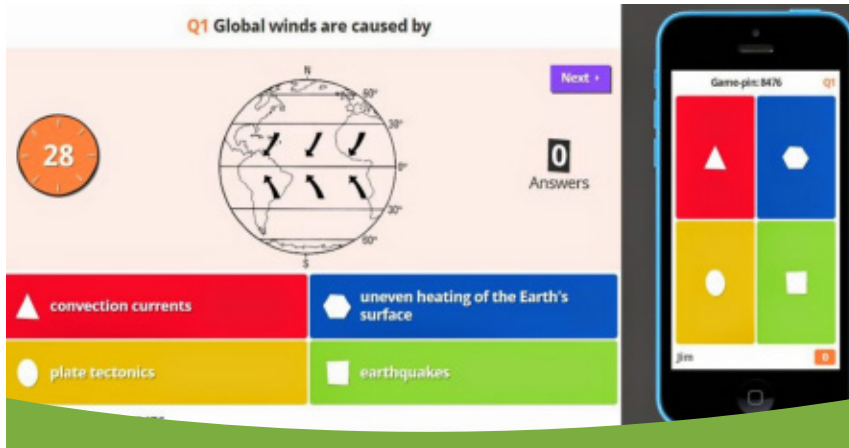 Q1 Global winds are caused by
Next
28
N
60°
30°
0°
30°
60°
S
0
Answers
convection currents
uneven heating of the Earth's
surface
plate tectonics
earthquakes
Game-pin: 8476 Q1
Jim 0